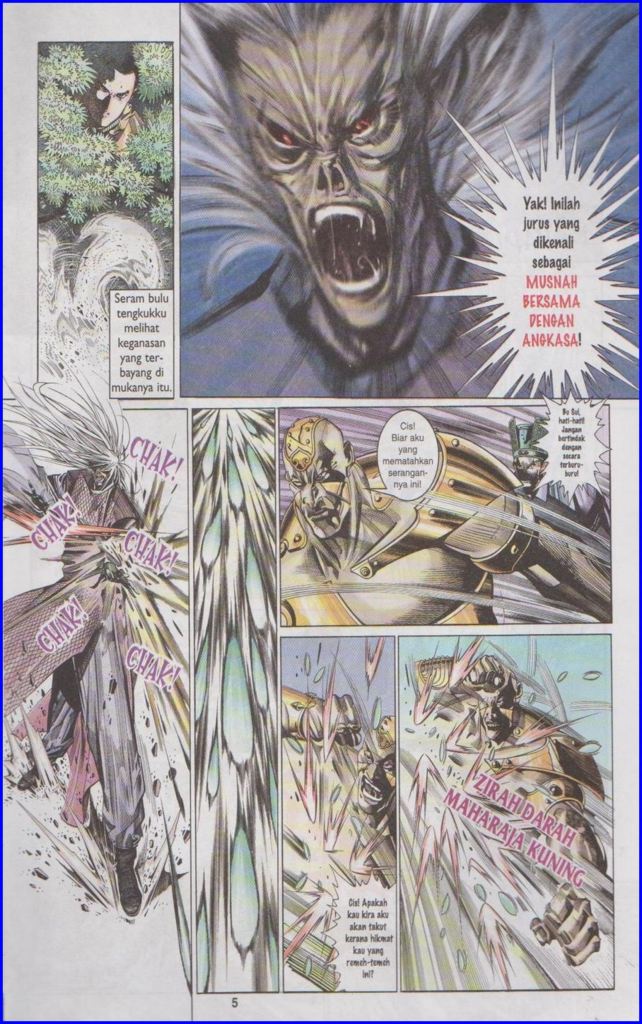 Seram bulu
tengkukku
melihat
keganasan
yang ter-
bayang di
mukanya itu.
Yak! Inilah
jurus yang
dikenali
sebagai
MUSNAH
BERSAMA
DENGAN
ANGKASA!
CHAK!
CHAK!
CHAK!
CHAK!
CHAK!
Cis!
Biar aku
yang
mematahkan
serangan-
nya ini!
Bu Sul,
hati-hati!
Jangan
bertindak
dengan
secara
terburu-
buru!
Cis! Apakah
kau kira aku
akan takut
kerana hikmat
kau yang
remeh-temeh
ini?
ZIRAH DARAH
MAHARAJA KUNING
5